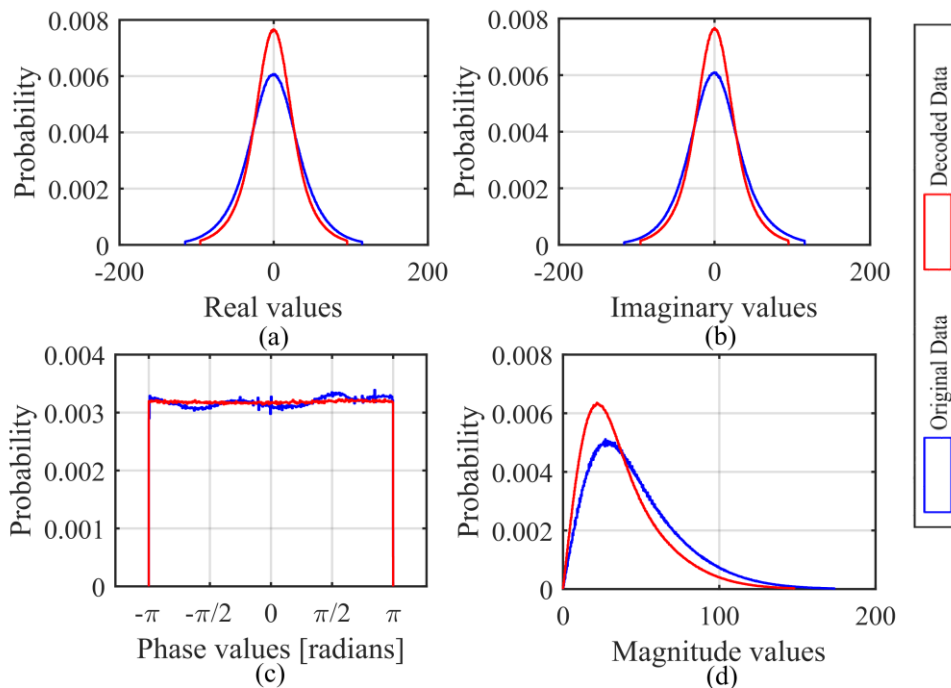 0.008
0.006
0.004
0.002
0
Probability
-200
0
200
Real values
(a)
0.008
0.006
0.004
0.002
0
Probability
-200
0
200
Imaginary values
(b)
0.004
0.003
0.002
0.001
0
Probability
-π
-π/2
0
π/2
π
Phase values [radians]
(c)
0.008
0.006
0.004
0.002
0
Probability
0
100
200
Magnitude values
(d)
Decoded Data
Original Data